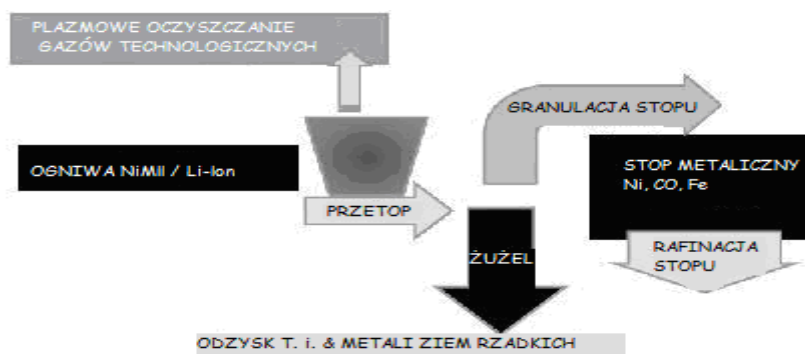 PLAZMOWE OCZYSZCZANIE
GAZÓW TECHNOLOGICZNYCH
GRANULACJA STOPU
OGNIWA NiMIl / Li-Ion
STOP METALICZNY
Ni, CO, Fe
PRZETOP
RAFINACJA
STOPU
ŻUŻEL
ODZYSK T. i. & METALI ZIEM RZADKICH